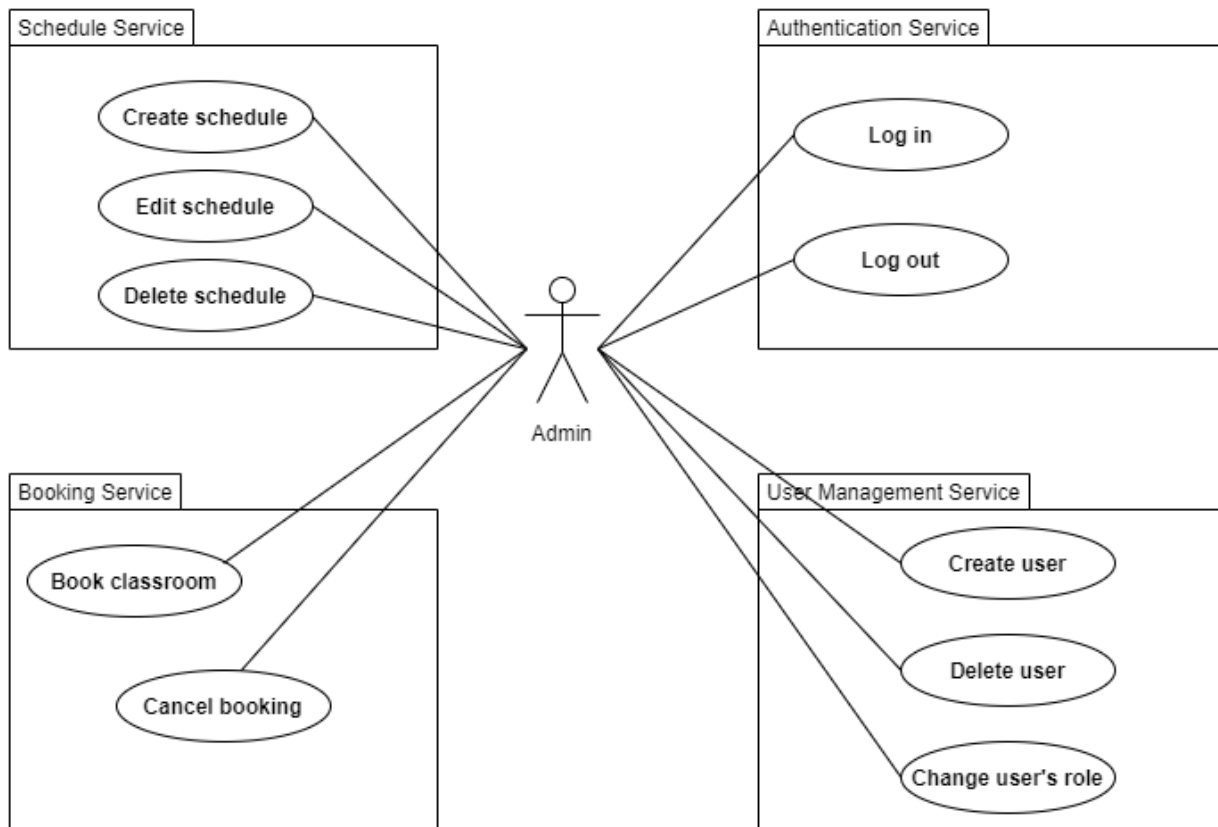 Schedule Service
Create schedule
Edit schedule
Delete schedule
Authentication Service
Log in
Log out
Admin
Booking Service
Book classroom
Cancel booking
User Management Service
Create user
Delete user
Change user's role